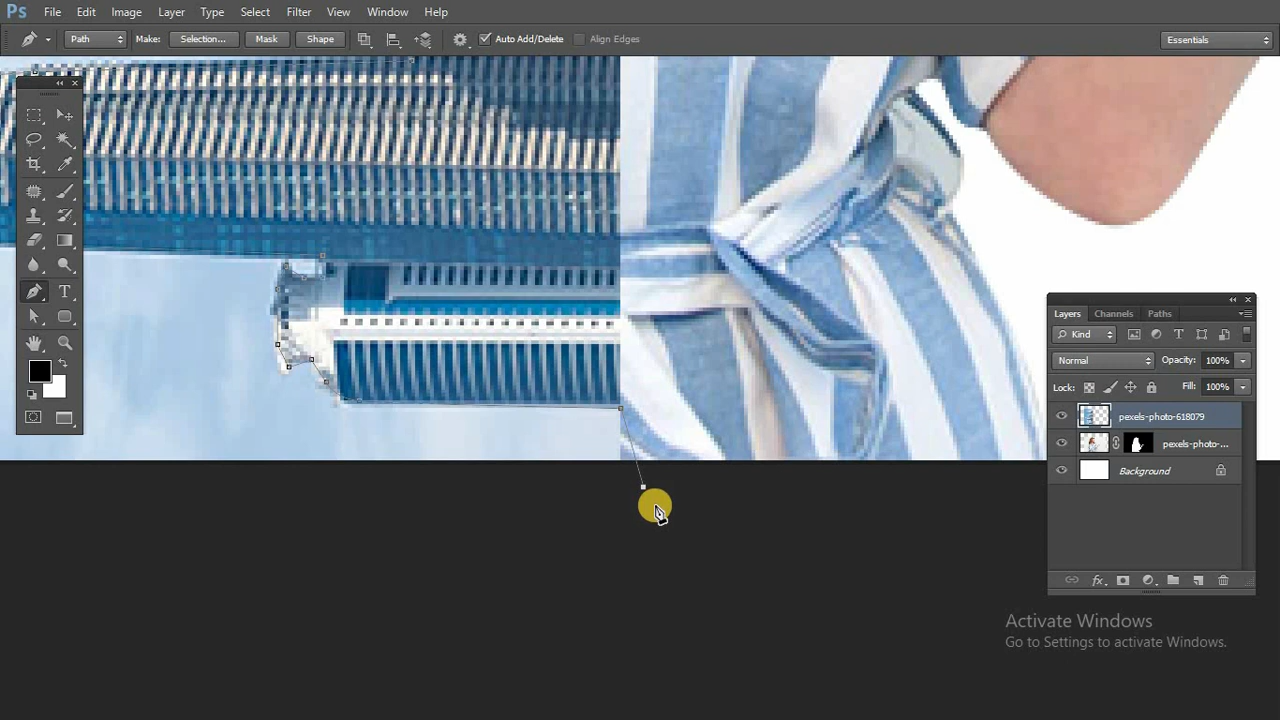 Ps File Edit Image Layer Type Select Filter View Window Help
Path Make: Selection... Mask Shape Auto Add/Delete Align Edges Essentials
T
Layers Channels Paths
Kind T
Normal Opacity: 100%
Lock: Fill: 100%
pexels-photo-618079
pexels-photo-...
Background
fx
Activate Windows
Go to Settings to activate Windows.